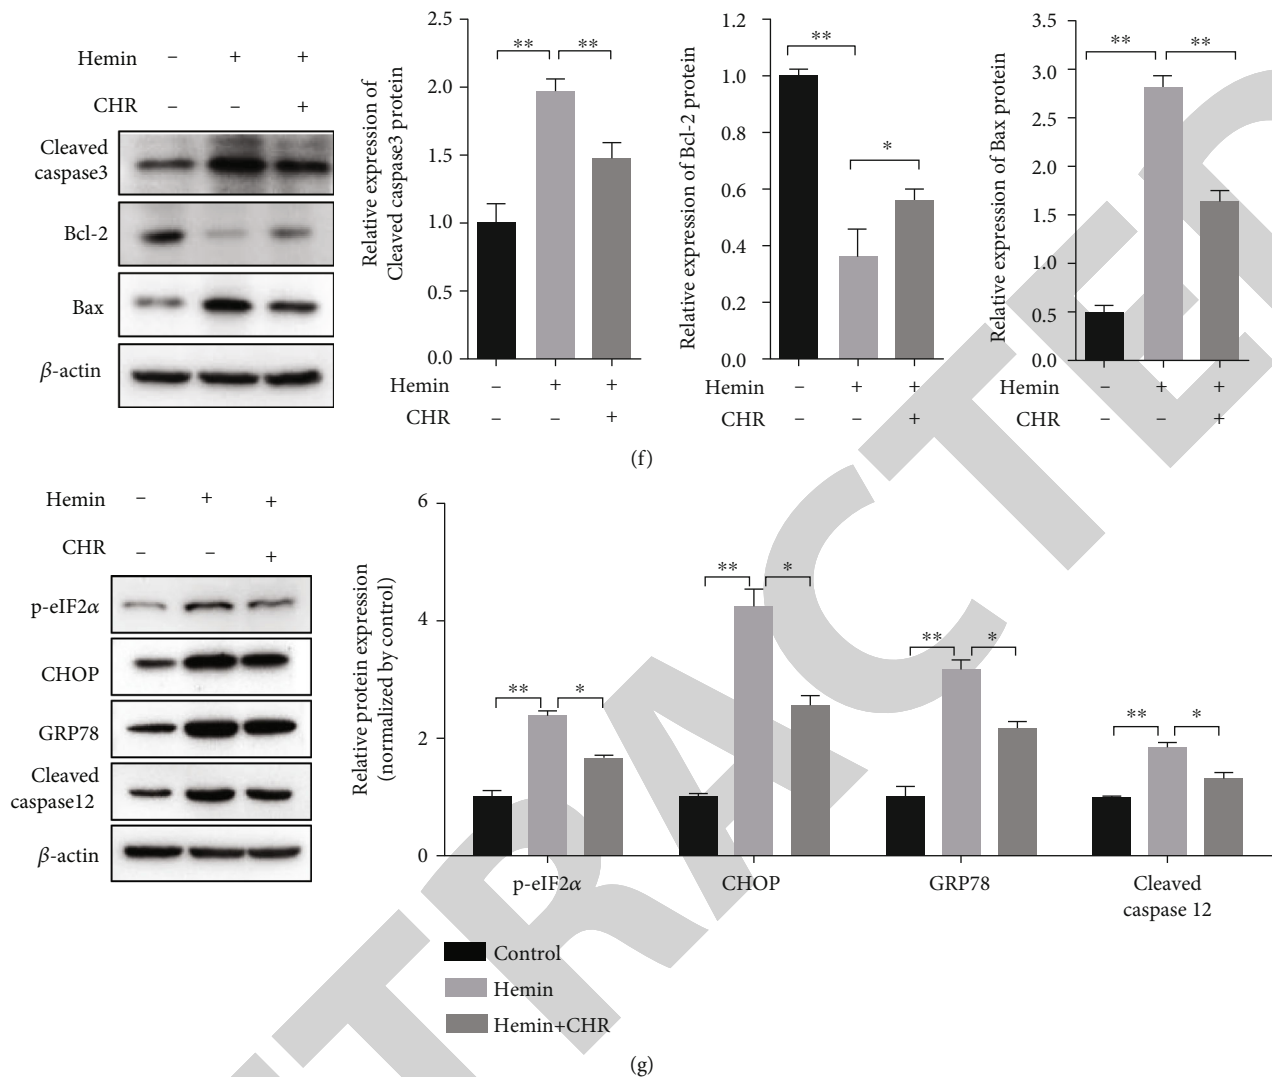 Hemin – + +
CHR – – +
Cleaved
caspase3
Bcl-2
Bax
β-actin
Relative expression of
Cleaved caspase3 protein
2.5
2.0
1.5
1.0
0.5
0.0
** **
Hemin – + +
CHR – – +
Relative expression of Bcl-2 protein
1.2
1.0
0.8
0.6
0.4
0.2
0.0
**
*
– + +
Hemin
– – +
CHR
Relative expression of Bax protein
3.5
3.0
2.5
2.0
1.5
1.0
0.5
0.0
** **
Hemin – + +
CHR – – +
(f)
Hemin – + +
CHR – – +
p-eIF2α
CHOP
GRP78
Cleaved
caspase12
β-actin
Relative protein expression
(normalized by control)
6
4
2
0
** *
** *
** *
** *
p-eIF2α
CHOP
GRP78
Cleaved
caspase 12
Control
Hemin
Hemin+CHR
(g)
TRACTED